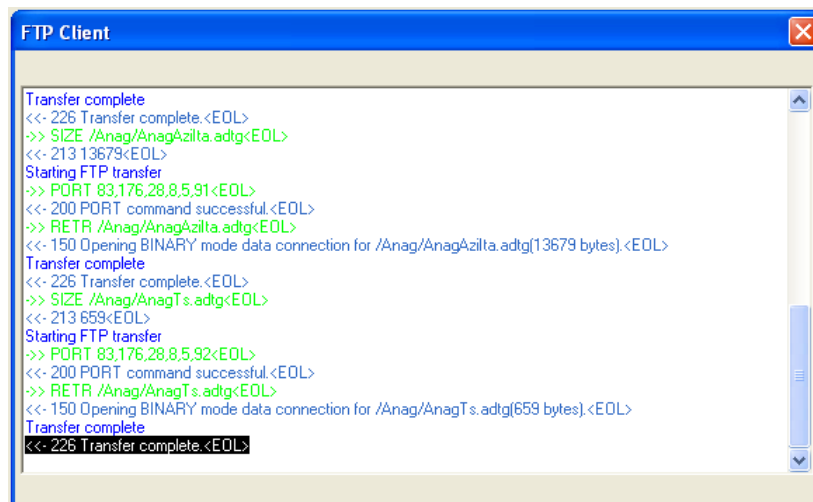 FTP Client
Transfer complete
<<- 226 Transfer complete.<EOL>
->> SIZE /Anag/AnagAzilta.adtg<EOL>
<<- 213 13679<EOL>
Starting FTP transfer
->> PORT 83,176,28,8,5,91<EOL>
<<- 200 PORT command successful.<EOL>
->> RETR /Anag/AnagAzilta.adtg<EOL>
<<- 150 Opening BINARY mode data connection for /Anag/AnagAzilta.adtg(13679 bytes).<EOL>
Transfer complete
<<- 226 Transfer complete.<EOL>
->> SIZE /Anag/AnagTs.adtg<EOL>
<<- 213 659<EOL>
Starting FTP transfer
->> PORT 83,176,28,8,5,92<EOL>
<<- 200 PORT command successful.<EOL>
->> RETR /Anag/AnagTs.adtg<EOL>
<<- 150 Opening BINARY mode data connection for /Anag/AnagTs.adtg(659 bytes).<EOL>
Transfer complete
<<- 226 Transfer complete.<EOL>